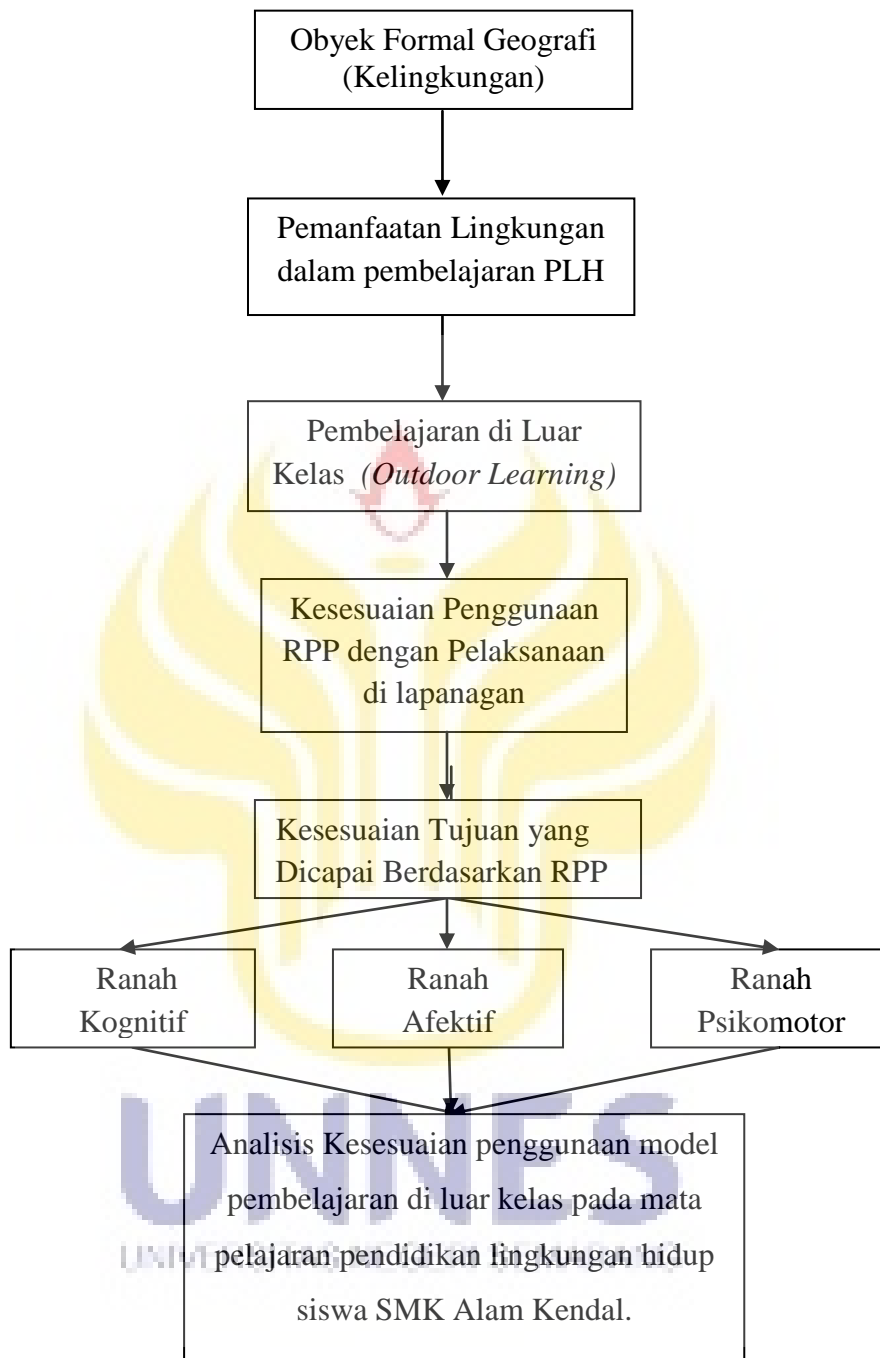 Obyek Formal Geografi
(Kelingkungan)
Pemanfaatan Lingkungan
dalam pembelajaran PLH
Pembelajaran di Luar
Kelas (Outdoor Learning)
Kesesuaian Penggunaan
RPP dengan Pelaksanaan
di lapanagan
Kesesuaian Tujuan yang
Dicapai Berdasarkan RPP
Ranah
Kognitif
Ranah
Afektif
Ranah
Psikomotor
UNNES
Analisis Kesesuaian penggunaan model
pembelajaran di luar kelas pada mata
pelajaran pendidikan lingkungan hidup
siswa SMK Alam Kendal.